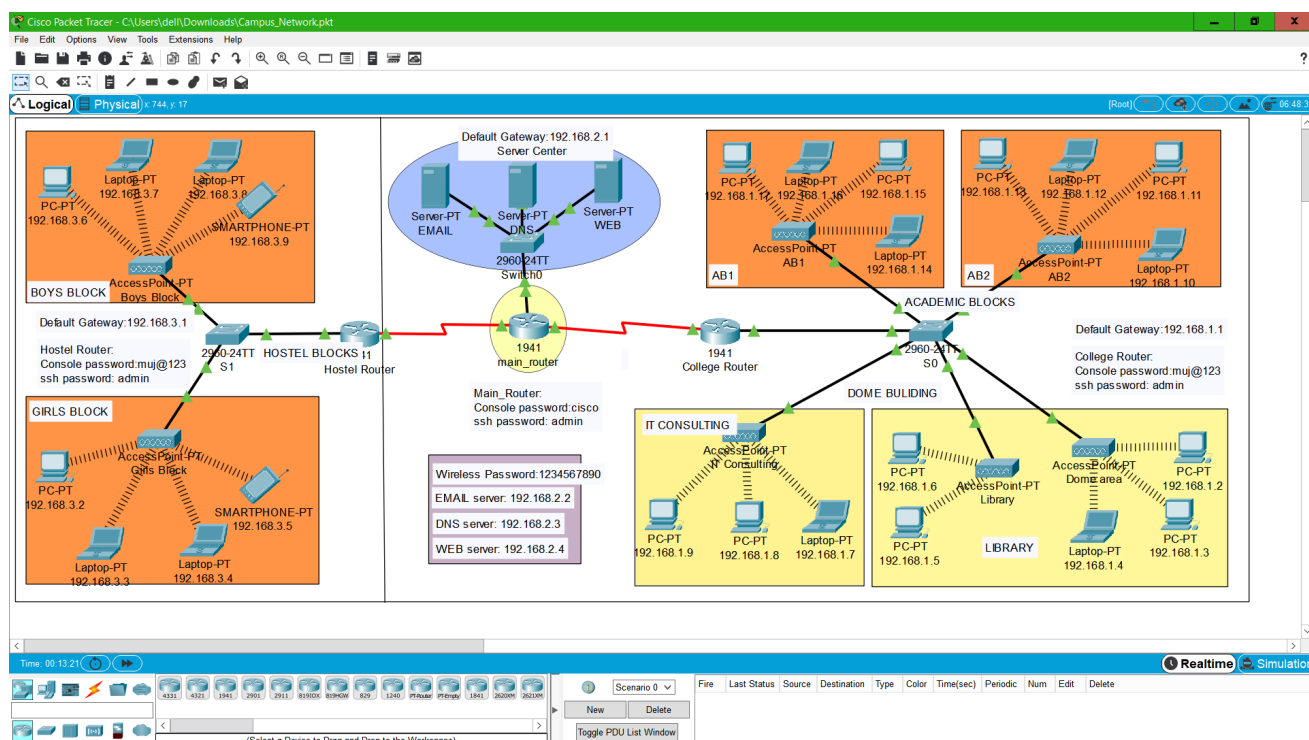 Cisco Packet Tracer - C:\Users\dell\Downloads\Campus_Network.pkt
File Edit Options View Tools Extensions Help
Logical Physical x: 744, y: 17 [Root] 06:48:3
BOYS BLOCK
PC-PT
192.168.3.6
Laptop-PT
192.168.3.7
Laptop-PT
192.168.3.8
SMARTPHONE-PT
192.168.3.9
AccessPoint-PT
Boys Block
Default Gateway:192.168.3.1
Hostel Router:
Console password:muj@123
ssh password: admin
2960-24TT
S1
HOSTEL BLOCKS
Hostel Router
GIRLS BLOCK
AccessPoint-PT
Girls Block
PC-PT
192.168.3.2
Laptop-PT
192.168.3.3
Laptop-PT
192.168.3.4
SMARTPHONE-PT
192.168.3.5
Default Gateway:192.168.2.1
Server Center
Server-PT
EMAIL
Server-PT
DNS
Server-PT
WEB
2960-24TT
Switch0
1941
main_router
Main_Router:
Console password:cisco
ssh password: admin
Wireless Password:1234567890
EMAIL server: 192.168.2.2
DNS server: 192.168.2.3
WEB server: 192.168.2.4
1941
College Router
AB1
PC-PT
Laptop-PT
PC-PT
192.168.1.15
Laptop-PT
192.168.1.14
AccessPoint-PT
AB1
AB2
PC-PT
Laptop-PT
192.168.1.12
PC-PT
192.168.1.11
Laptop-PT
192.168.1.10
AccessPoint-PT
AB2
ACADEMIC BLOCKS
2960-24TT
S0
Default Gateway:192.168.1.1
College Router:
Console password:muj@123
ssh password: admin
DOME BULIDING
IT CONSULTING
AccessPoint-PT
IT Consulting
PC-PT
192.168.1.9
PC-PT
192.168.1.8
Laptop-PT
192.168.1.7
PC-PT
192.168.1.6
PC-PT
192.168.1.5
AccessPoint-PT
Library
LIBRARY
AccessPoint-PT
Dome area
PC-PT
192.168.1.2
PC-PT
192.168.1.3
Laptop-PT
192.168.1.4
Time: 00:13:21
Realtime Simulation
4331 4321 1941 2901 2911 819IOX 819HGW 829 1240 PT-Router PT-Empty 1841 2620XM 2621XM
Scenario 0
New Delete
Toggle PDU List Window
Fire Last Status Source Destination Type Color Time(sec) Periodic Num Edit Delete
(Select a Device to Drag and Drop to the Workspace)